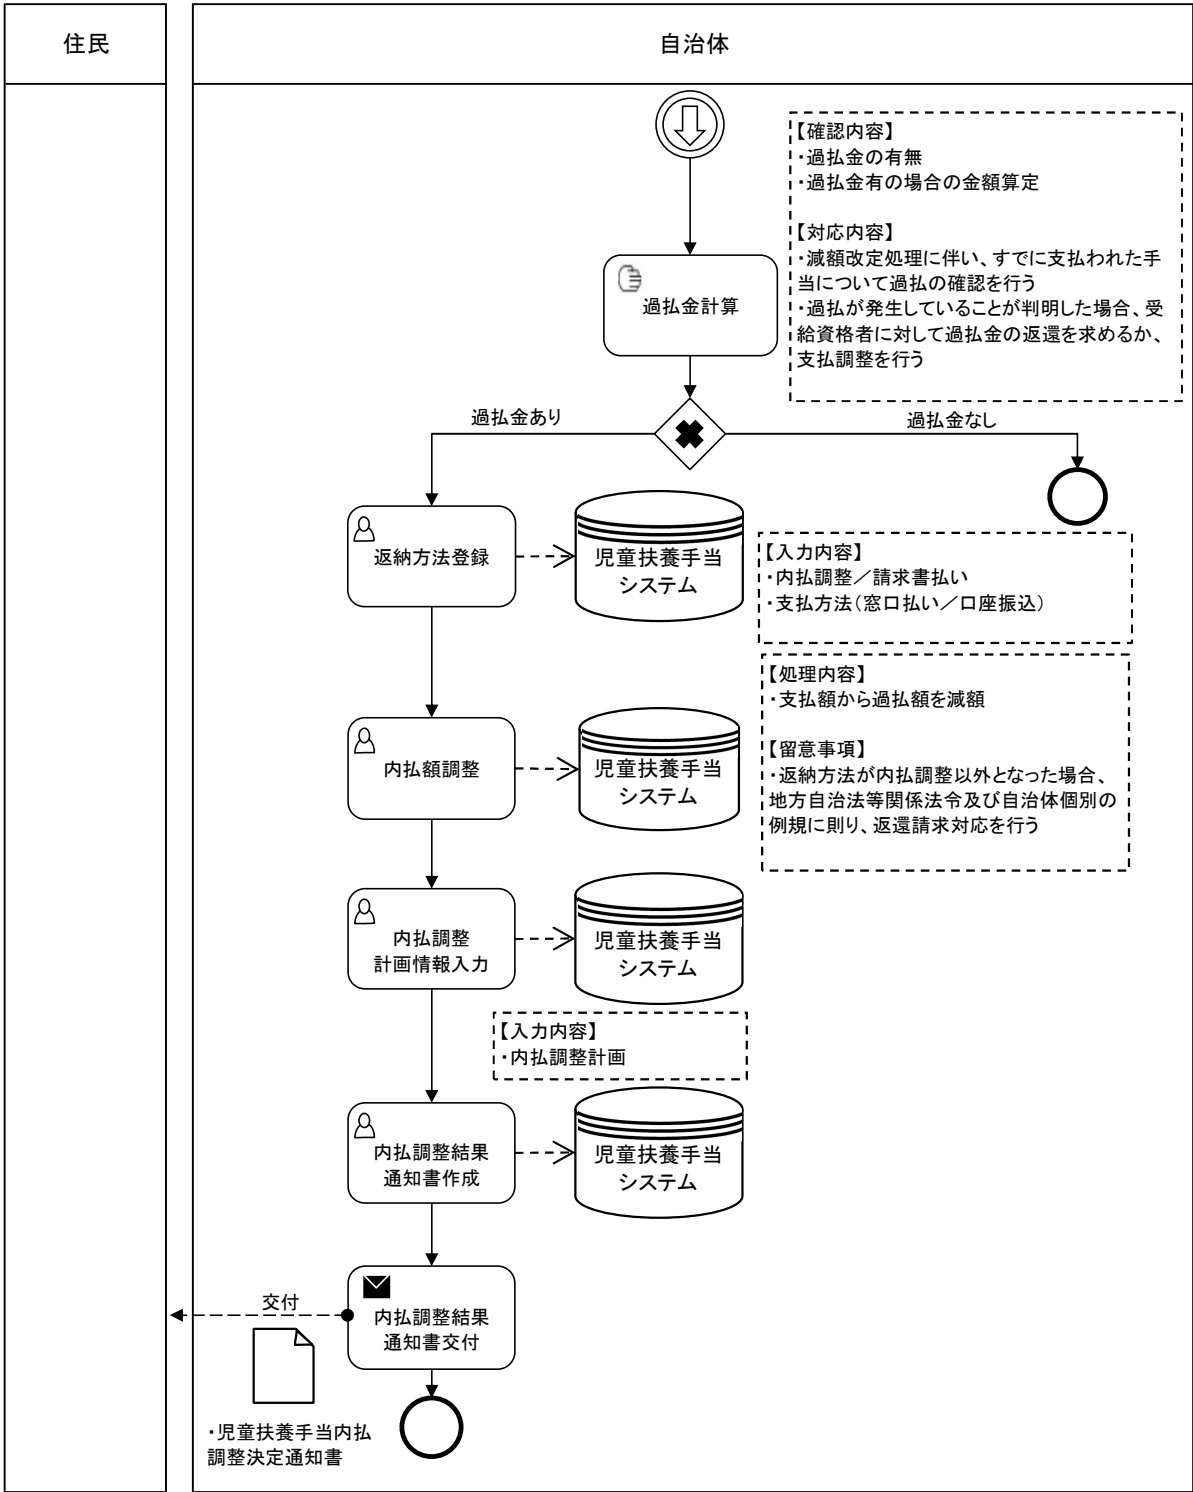 住民
自治体
【確認内容】
・過払金の有無
・過払金有の場合の金額算定
【対応内容】
・減額改定処理に伴い、すでに支払われた手
当について過払の確認を行う
・過払が発生していることが判明した場合、受
給資格者に対して過払金の返還を求めるか、
支払調整を行う
過払金計算
過払金あり
過払金なし
返納方法登録
児童扶養手当
システム
【入力内容】
・内払調整／請求書払い
・支払方法（窓口払い／口座振込）
【処理内容】
・支払額から過払額を減額
【留意事項】
・返納方法が内払調整以外となった場合、
地方自治法等関係法令及び自治体個別の
例規に則り、返還請求対応を行う
内払額調整
児童扶養手当
システム
内払調整
計画情報入力
児童扶養手当
システム
【入力内容】
・内払調整計画
内払調整結果
通知書作成
児童扶養手当
システム
交付
内払調整結果
通知書交付
・児童扶養手当内払
調整決定通知書